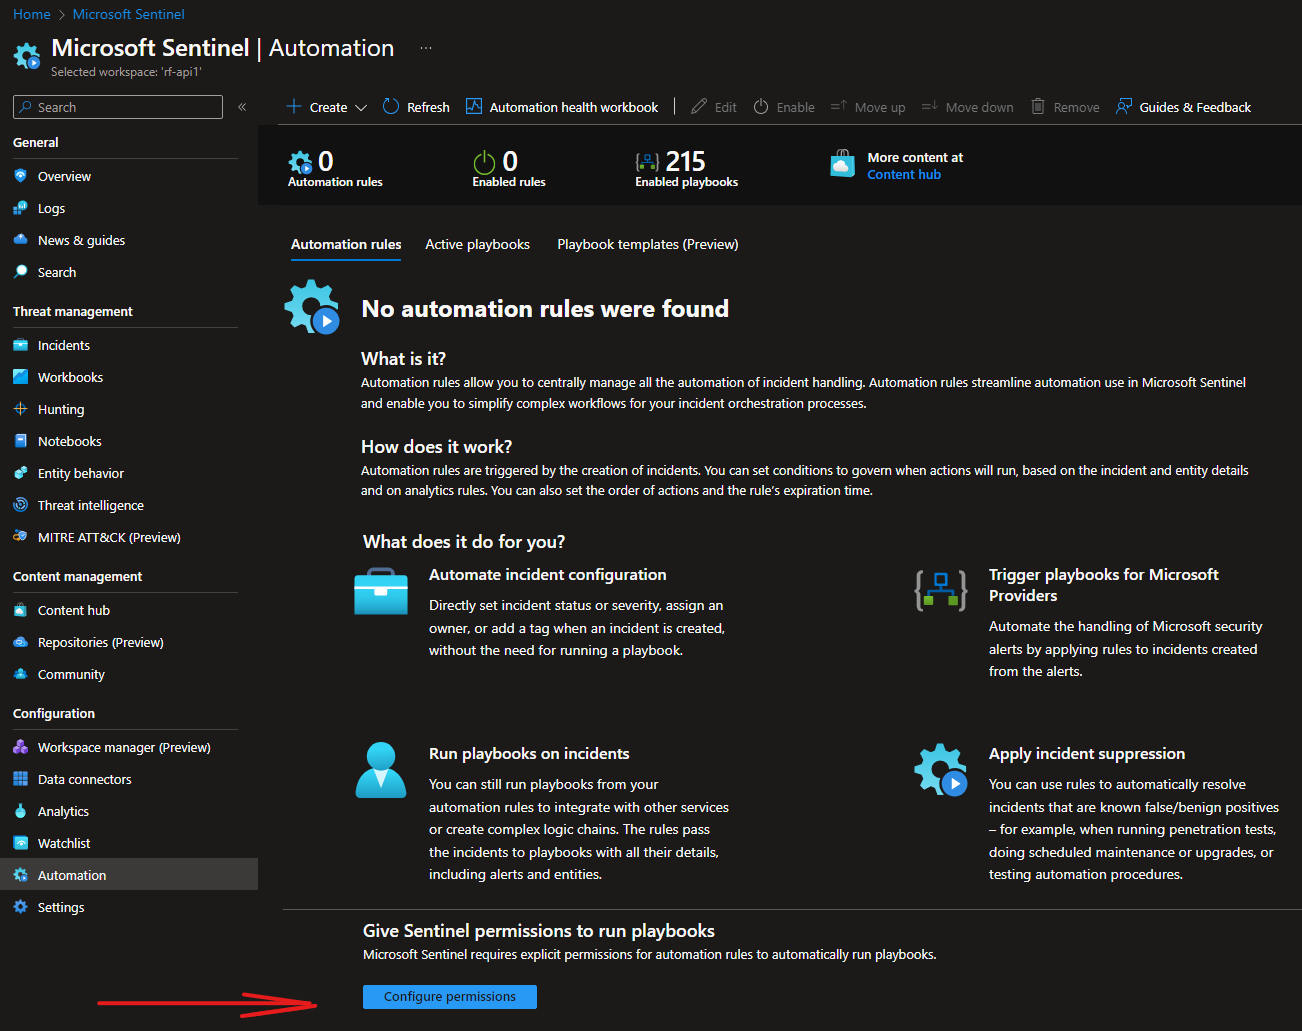 Home > Microsoft Sentinel
Microsoft Sentinel | Automation ...
Selected workspace: 'rf-api1'
Search «
General
Overview
Logs
News & guides
Search
Threat management
Incidents
Workbooks
Hunting
Notebooks
Entity behavior
Threat intelligence
MITRE ATT&CK (Preview)
Content management
Content hub
Repositories (Preview)
Community
Configuration
Workspace manager (Preview)
Data connectors
Analytics
Watchlist
Automation
Settings
Create Refresh Automation health workbook | Edit Enable Move up Move down Remove Guides & Feedback
0
Automation rules
0
Enabled rules
215
Enabled playbooks
More content at
Content hub
Automation rules Active playbooks Playbook templates (Preview)
No automation rules were found
What is it?
Automation rules allow you to centrally manage all the automation of incident handling. Automation rules streamline automation use in Microsoft Sentinel
and enable you to simplify complex workflows for your incident orchestration processes.
How does it work?
Automation rules are triggered by the creation of incidents. You can set conditions to govern when actions will run, based on the incident and entity details
and on analytics rules. You can also set the order of actions and the rule’s expiration time.
What does it do for you?
Automate incident configuration
Directly set incident status or severity, assign an
owner, or add a tag when an incident is created,
without the need for running a playbook.
Trigger playbooks for Microsoft
Providers
Automate the handling of Microsoft security
alerts by applying rules to incidents created
from the alerts.
Run playbooks on incidents
You can still run playbooks from your
automation rules to integrate with other services
or create complex logic chains. The rules pass
the incidents to playbooks with all their details,
including alerts and entities.
Apply incident suppression
You can use rules to automatically resolve
incidents that are known false/benign positives
– for example, when running penetration tests,
doing scheduled maintenance or upgrades, or
testing automation procedures.
Give Sentinel permissions to run playbooks
Microsoft Sentinel requires explicit permissions for automation rules to automatically run playbooks.
Configure permissions